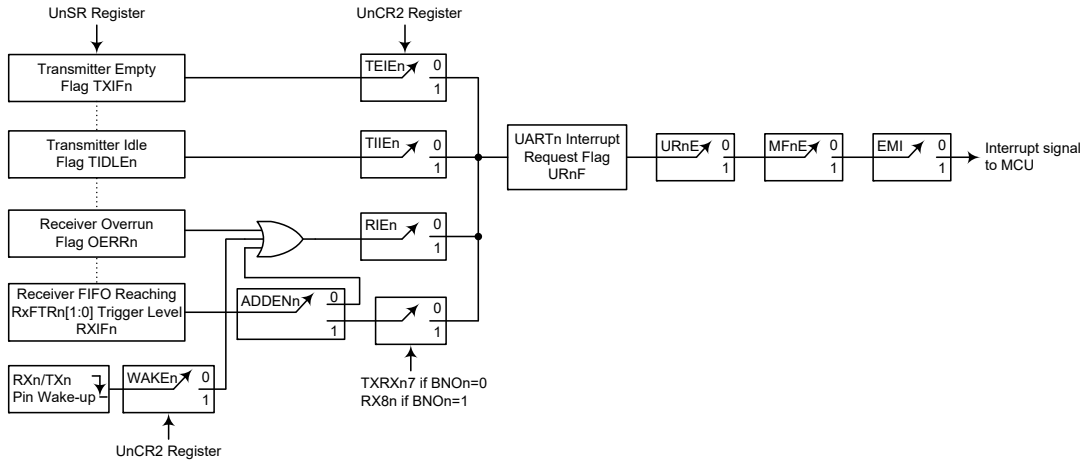 UnSR Register
UnCR2 Register
Transmitter Empty
Flag TXIFn
TEIEn 0
1
Transmitter Idle
Flag TIDLEn
TIIEn 0
1
UARTn Interrupt
Request Flag
URnF
URnE 0
1
MFnE 0
1
EMI 0
1
Interrupt signal
to MCU
Receiver Overrun
Flag OERRn
RIEn 0
1
Receiver FIFO Reaching
RxFTRn[1:0] Trigger Level
RXIFn
ADDENn 0
1
0
1
RXn/TXn
Pin Wake-up
WAKEn 0
1
TXRXn7 if BNOn=0
RX8n if BNOn=1
UnCR2 Register